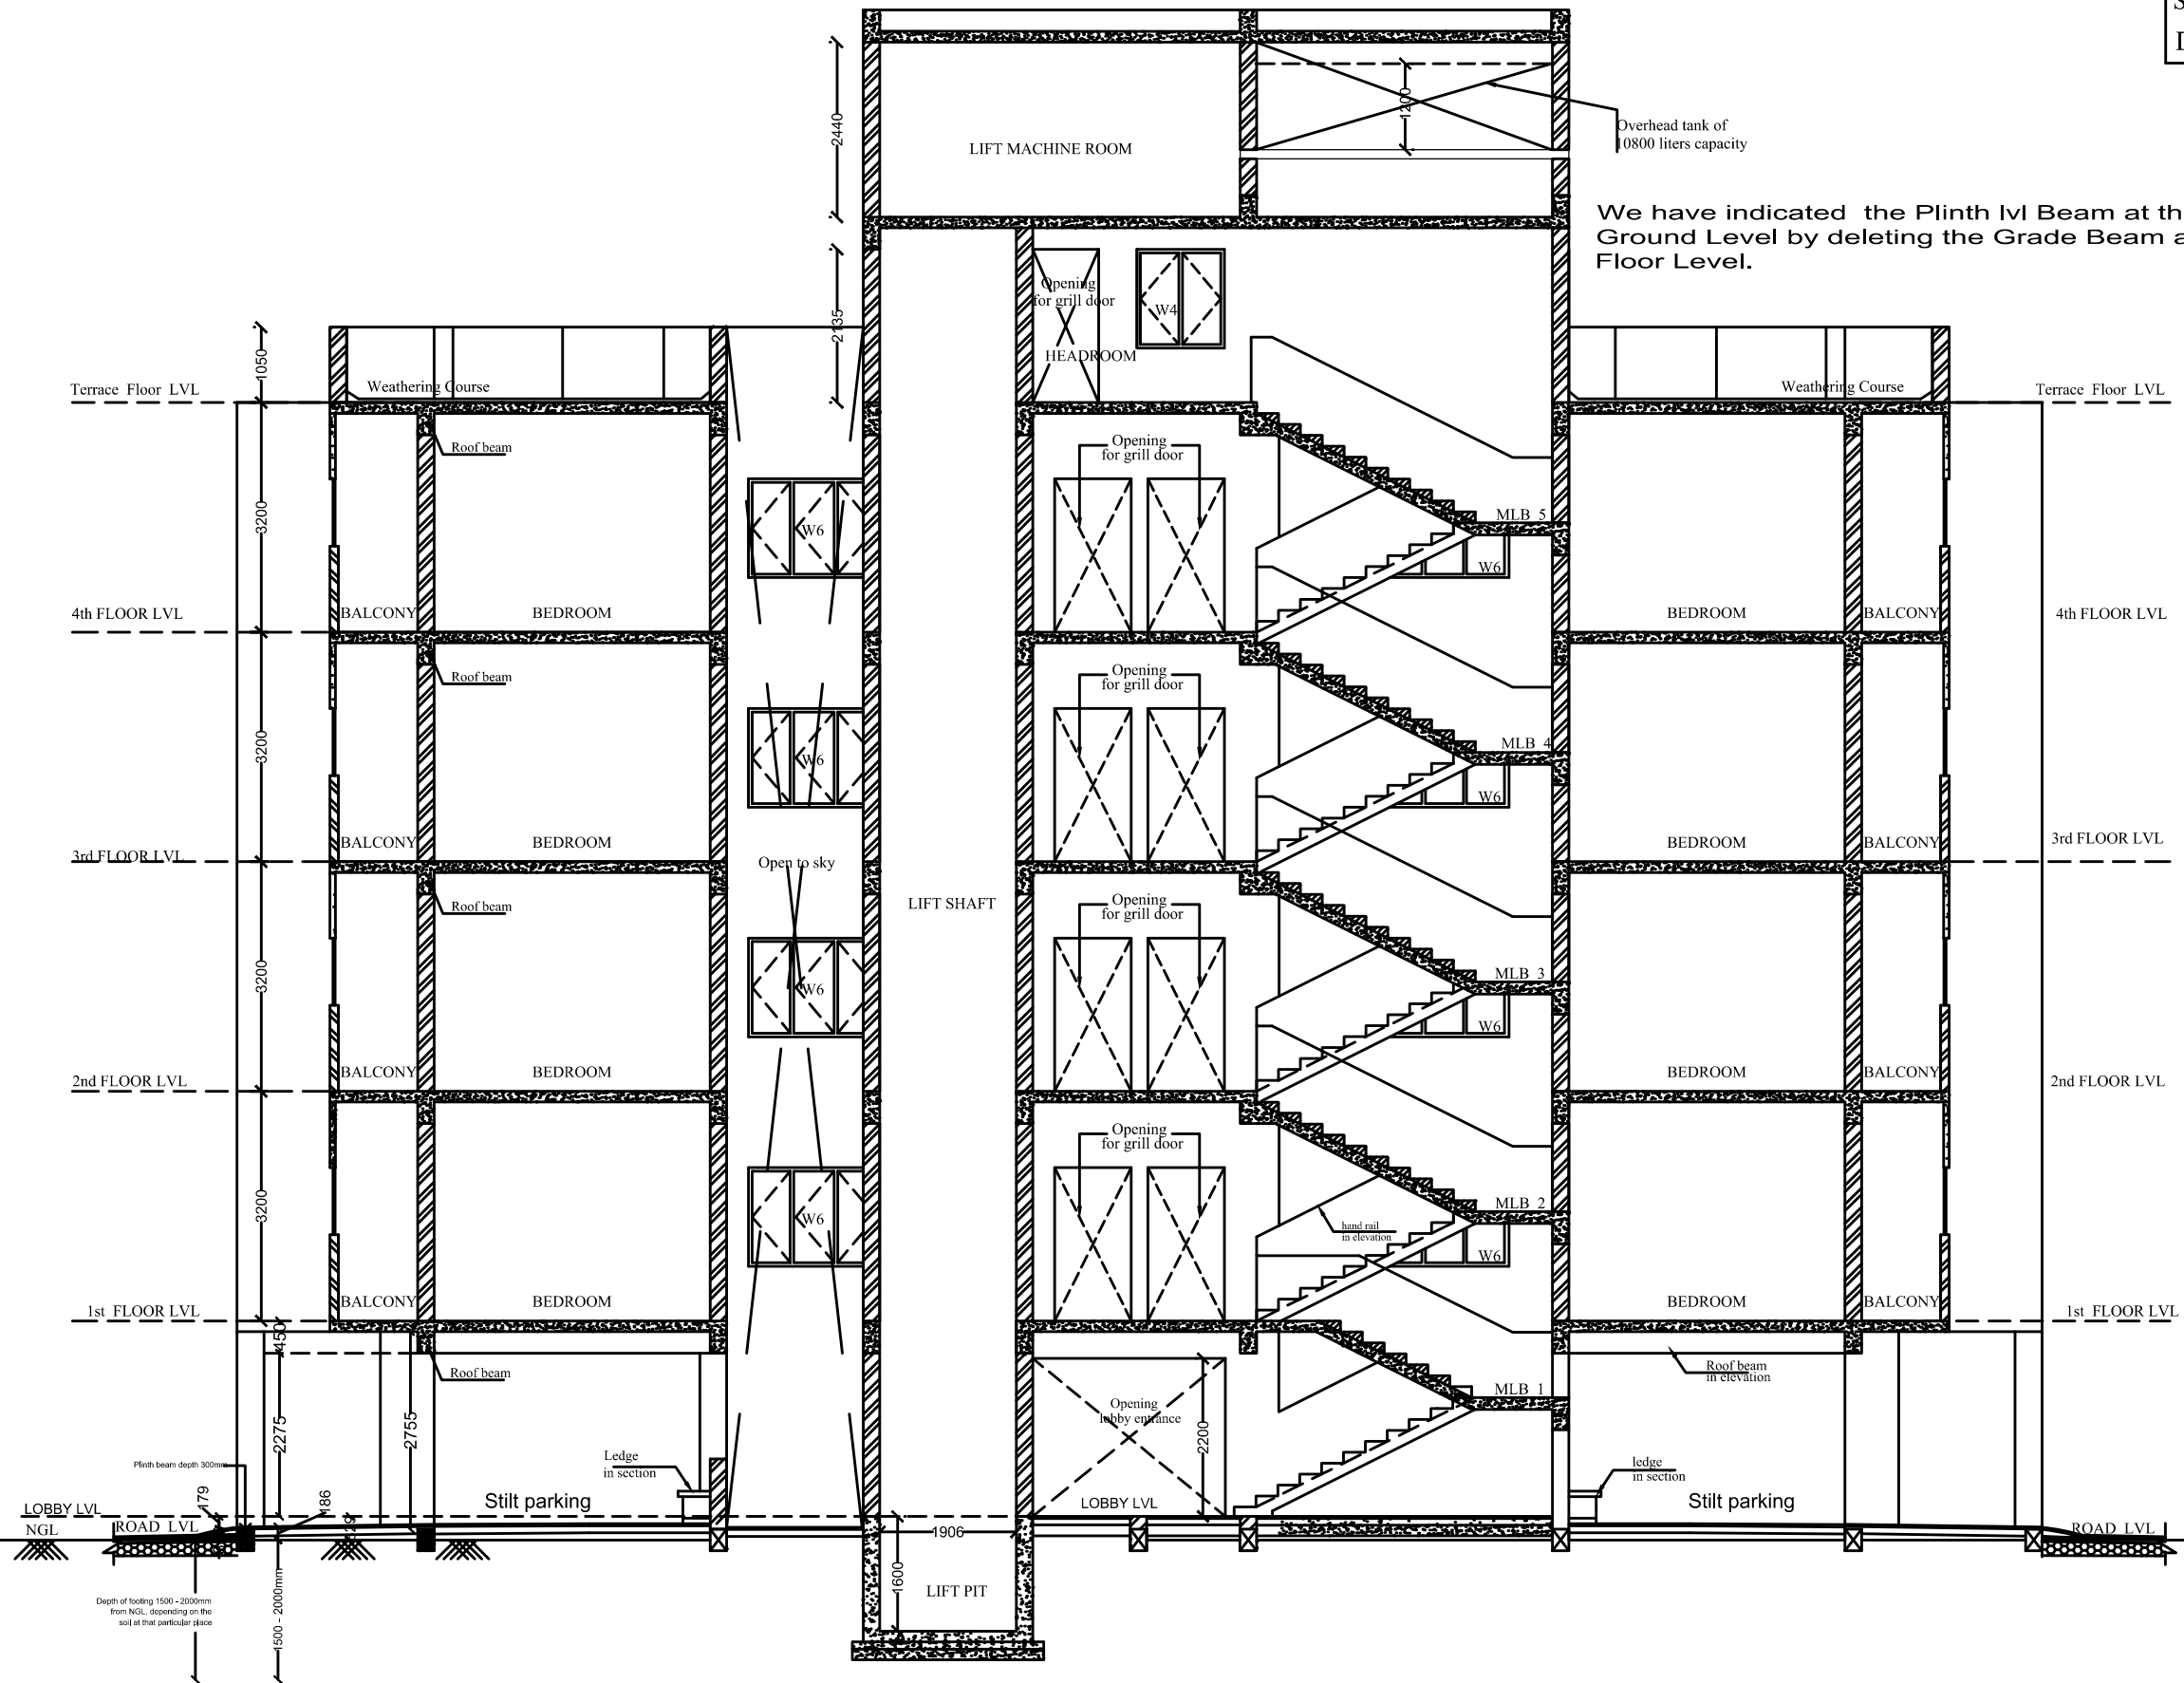 S
2440
1200
LIFT MACHINE ROOM
Overhead tank of
10800 liters capacity
We have indicated the Plinth lvl Beam at th
Ground Level by deleting the Grade Beam a
Floor Level.
2135
Opening
for grill door
W4
HEADROOM
1050
Terrace Floor LVL
Weathering Course
Weathering Course
Terrace Floor LVL
Roof beam
Opening
for grill door
3200
W6
MLB 5
W6
4th FLOOR LVL
BALCONY
BEDROOM
BEDROOM
BALCONY
4th FLOOR LVL
Roof beam
Opening
for grill door
3200
W6
MLB 4
W6
3rd FLOOR LVL
BALCONY
BEDROOM
Open to sky
BEDROOM
BALCONY
3rd FLOOR LVL
Roof beam
LIFT SHAFT
Opening
for grill door
3200
W6
MLB 3
W6
2nd FLOOR LVL
BALCONY
BEDROOM
BEDROOM
BALCONY
2nd FLOOR LVL
Opening
for grill door
3200
W6
MLB 2
hand rail
in elevation
W6
1st FLOOR LVL
BALCONY
BEDROOM
BEDROOM
BALCONY
1st FLOOR LVL
450
Roof beam
Roof beam
in elevation
MLB 1
Opening
lobby entrance
2200
2275
2755
Plinth beam depth 300mm
Ledge
in section
ledge
in section
179
186
LOBBY LVL
Stilt parking
LOBBY LVL
Stilt parking
NGL
ROAD LVL
1906
ROAD LVL
1600
LIFT PIT
Depth of footing 1500 - 2000mm
from NGL, depending on the
soil at that particular place
1500 - 2000mm